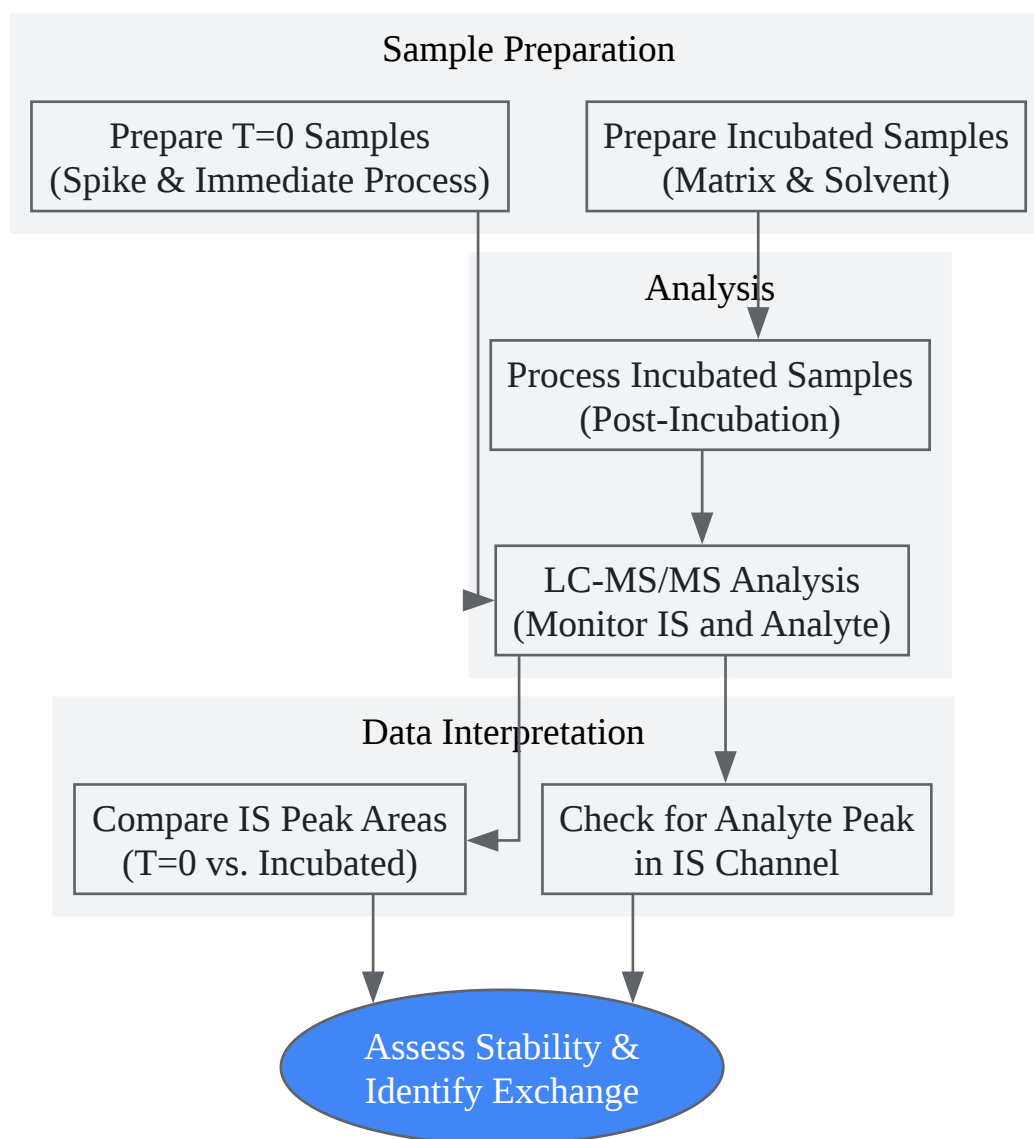 Sample Preparation
Prepare T=0 Samples
(Spike & Immediate Process)
Prepare Incubated Samples
(Matrix & Solvent)
Analysis
Process Incubated Samples
(Post-Incubation)
LC-MS/MS Analysis
(Monitor IS and Analyte)
Data Interpretation
Compare IS Peak Areas
(T=0 vs. Incubated)
Check for Analyte Peak
in IS Channel
Assess Stability &
Identify Exchange